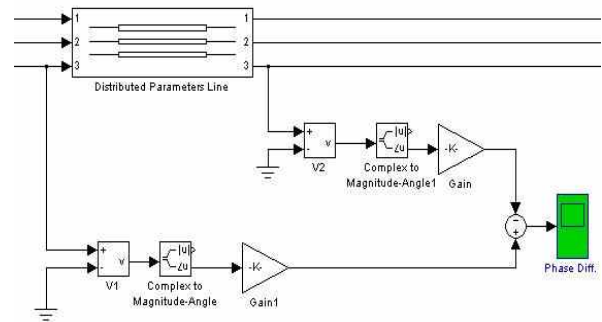 1 1
2 2
3 3
Distributed Parameters Line
+
-
v
V2
|u|
∠u
Complex to
Magnitude-Angle1
-K-
Gain
-
+
Phase Diff.
+
-
v
V1
|u|
∠u
Complex to
Magnitude-Angle
-K-
Gain1